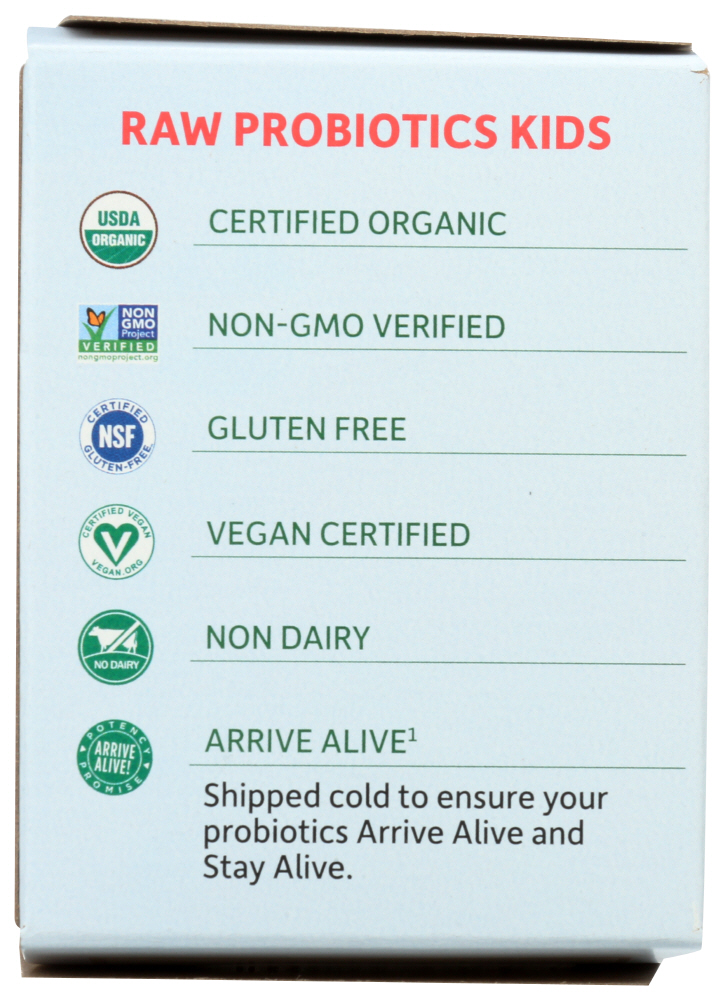 RAW PROBIOTICS KIDS
USDA
ORGANIC
CERTIFIED ORGANIC
NON
GMO
Project
VERIFIED
nongmoproject.org
NON-GMO VERIFIED
CERTIFIED
NSF
GLUTEN-FREE
GLUTEN FREE
CERTIFIED VEGAN
V
VEGAN.ORG
VEGAN CERTIFIED
NO DAIRY
NON DAIRY
POTENCY
ARRIVE
ALIVE!
PROMISE
ARRIVE ALIVE¹
Shipped cold to ensure your
probiotics Arrive Alive and
Stay Alive.